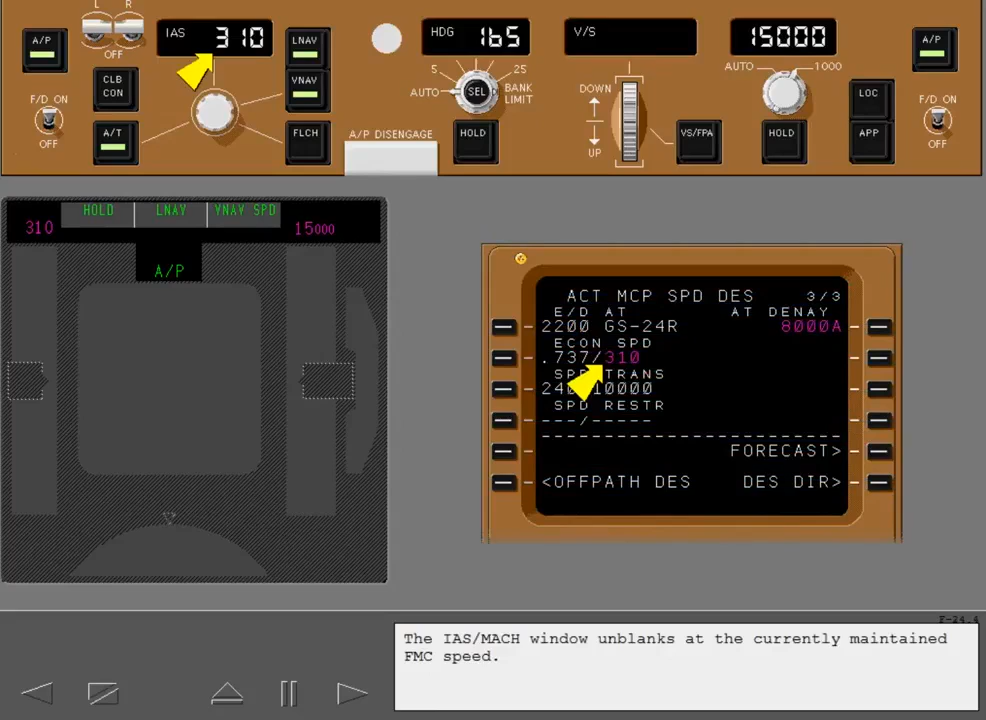 L R
A/P
OFF
IAS 310
LNAV
HDG 165
V/S
15000
A/P
CLB
CON
VNAV
5 25
AUTO
SEL
BANK
LIMIT
AUTO 1000
DOWN
UP
LOC
F/D ON
OFF
A/T
FLCH
A/P DISENGAGE
HOLD
VS/FPA
HOLD
APP
F/D ON
OFF
310
HOLD
LNAV
VNAV SPD
15000
A/P
ACT MCP SPD DES 3/3
E/D AT AT DENAY
2200 GS-24R 8000A
ECON SPD
.737/310
SPD TRANS
240/10000
SPD RESTR
---/-----
FORECAST>
<OFFPATH DES DES DIR>
F-24.4
The IAS/MACH window unblanks at the currently maintained
FMC speed.